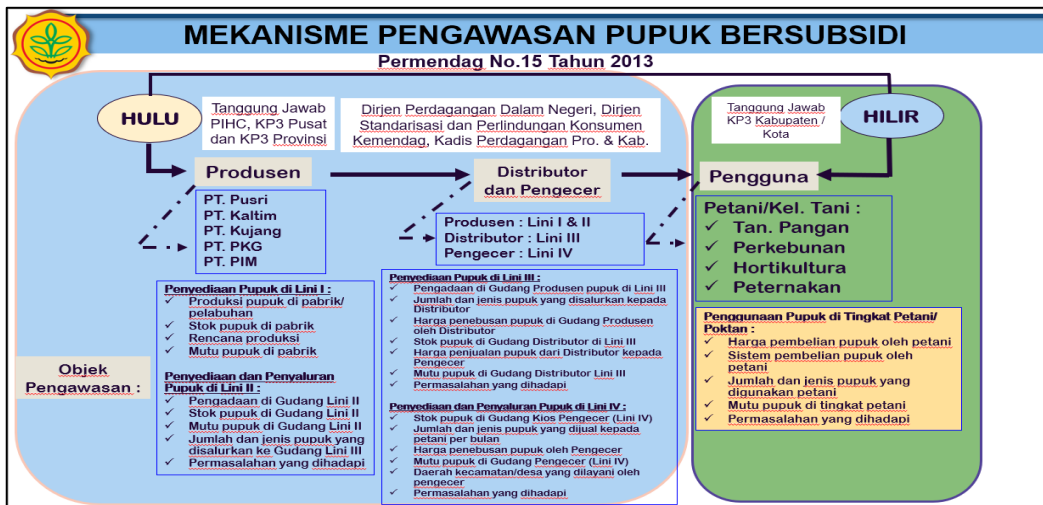 MEKANISME PENGAWASAN PUPUK BERSUBSIDI
Permendag No.15 Tahun 2013
HULU
Tanggung Jawab
PIHC, KP3 Pusat
dan KP3 Provinsi
Dirjen Perdagangan Dalam Negeri, Dirjen
Standarisasi dan Perlindungan Konsumen
Kemendag, Kadis Perdagangan Pro. & Kab.
Tanggung Jawab
KP3 Kabupaten /
Kota
HILIR
Produsen
Distributor
dan Pengecer
Pengguna
PT. Pusri
PT. Kaltim
PT. Kujang
PT. PKG
PT. PIM
Produsen : Lini I & II
Distributor : Lini III
Pengecer : Lini IV
Petani/Kel. Tani :
✓ Tan. Pangan
✓ Perkebunan
✓ Hortikultura
✓ Peternakan
Objek
Pengawasan :
Penyediaan Pupuk di Lini I :
✓ Produksi pupuk di pabrik/
pelabuhan
✓ Stok pupuk di pabrik
✓ Rencana produksi
✓ Mutu pupuk di pabrik
Penyediaan dan Penyaluran
Pupuk di Lini II :
✓ Pengadaan di Gudang Lini II
✓ Stok pupuk di Gudang Lini II
✓ Mutu pupuk di Gudang Lini II
✓ Jumlah dan jenis pupuk yang
disalurkan ke Gudang Lini III
✓ Permasalahan yang dihadapi
Penyediaan Pupuk di Lini III :
✓ Pengadaan di Gudang Produsen pupuk di Lini III
✓ Jumlah dan jenis pupuk yang disalurkan kepada
Distributor
✓ Harga penebusan pupuk di Gudang Produsen
oleh Distributor
✓ Stok pupuk di Gudang Distributor di Lini III
✓ Harga penjualan pupuk dari Distributor kepada
Pengecer
✓ Mutu pupuk di Gudang Distributor Lini III
✓ Permasalahan yang dihadapi
Penyediaan dan Penyaluran Pupuk di Lini IV :
✓ Stok pupuk di Gudang Kios Pengecer (Lini IV)
✓ Jumlah dan jenis pupuk yang dijual kepada
petani per bulan
✓ Harga penebusan pupuk oleh Pengecer
✓ Mutu pupuk di Gudang Pengecer (Lini IV)
✓ Daerah kecamatan/desa yang dilayani oleh
pengecer
✓ Permasalahan yang dihadapi
Penggunaan Pupuk di Tingkat Petani/
Poktan :
✓ Harga pembelian pupuk oleh petani
✓ Sistem pembelian pupuk oleh
petani
✓ Jumlah dan jenis pupuk yang
digunakan petani
✓ Mutu pupuk di tingkat petani
✓ Permasalahan yang dihadapi